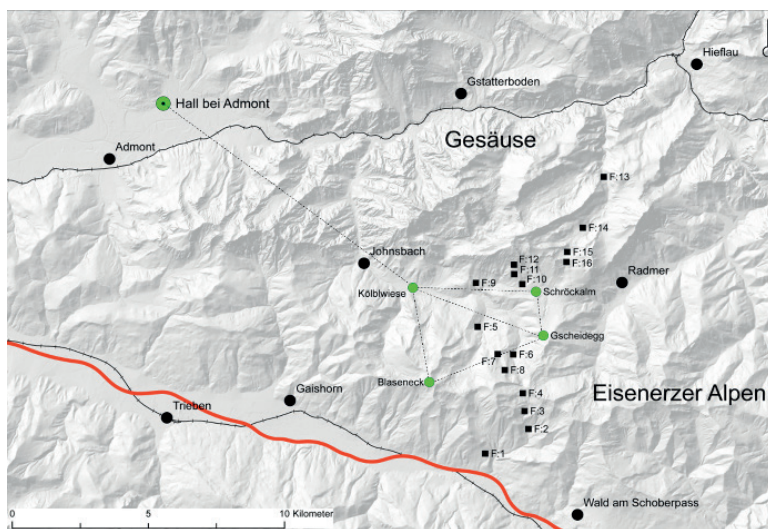 Hieflau
Gstatterboden
Hall bei Admont
Gesäuse
Admont
F:13
F:14
Johnsbach
F:15
F:12
F:16
F:11
Radmer
F:9
F:10
Kölblwiese
Schröckalm
F:5
Gscheidegg
F:7
F:6
F:8
Blaseneck
Eisenerzer Alpen
F:4
Gaishorn
Trieben
F:3
F:2
F:1
Wald am Schoberpass
0 5 10 Kilometer